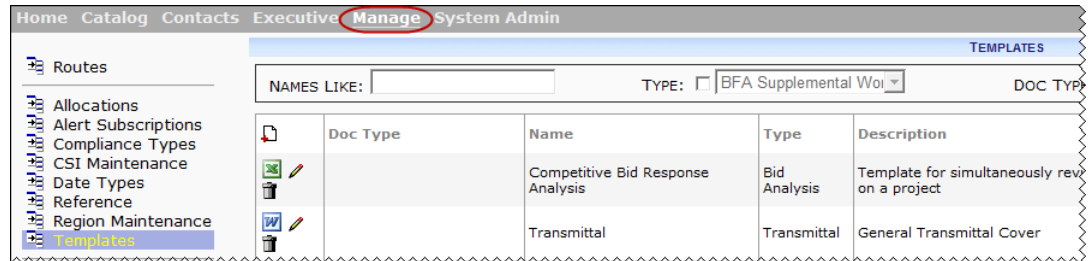 Home Catalog Contacts Executive Manage System Admin
TEMPLATES
Routes
NAMES LIKE:
TYPE:
BFA Supplemental Wor
DOC TYP
Allocations
Alert Subscriptions
Compliance Types
CSI Maintenance
Date Types
Reference
Region Maintenance
Templates
Doc Type Name Type Description
Competitive Bid Response
Analysis
Bid
Analysis
Template for simultaneously rev
on a project
Transmittal Transmittal General Transmittal Cover